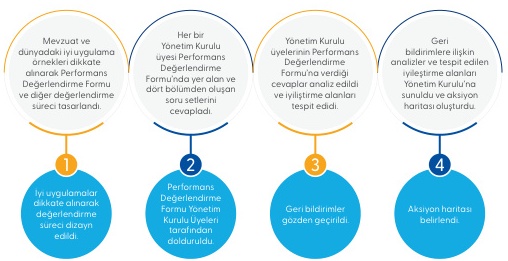 Mevzuat ve
dünyadaki iyi uygulama
örnekleri dikkate
alınarak Performans
Değerlendirme Formu
ve diğer değerlendirme
süreci tasarlandı.
Her bir
Yönetim Kurulu
üyesi Performans
Değerlendirme
Formu'nda yer alan ve
dört bölümden oluşan
soru setlerini
cevapladı.
Yönetim Kurulu
üyelerinin Performans
Değerlendirme
Formu'na verdiği
cevaplar analiz edildi
ve iyileştirme alanları
tespit edildi.
Geri
bildirimlere ilişkin
analizler ve tespit edilen
iyileştirme alanları
Yönetim Kurulu'na
sunuldu ve aksiyon
haritası oluşturdu.
1
2
3
4
İyi uygulamalar
dikkate alınarak
değerlendirme
süreci dizayn
edildi.
Performans
Değerlendirme
Formu Yönetim
Kurulu Üyeleri
tarafından
dolduruldu.
Geri bildirimler
gözden geçirildi.
Aksiyon haritası
belirlendi.